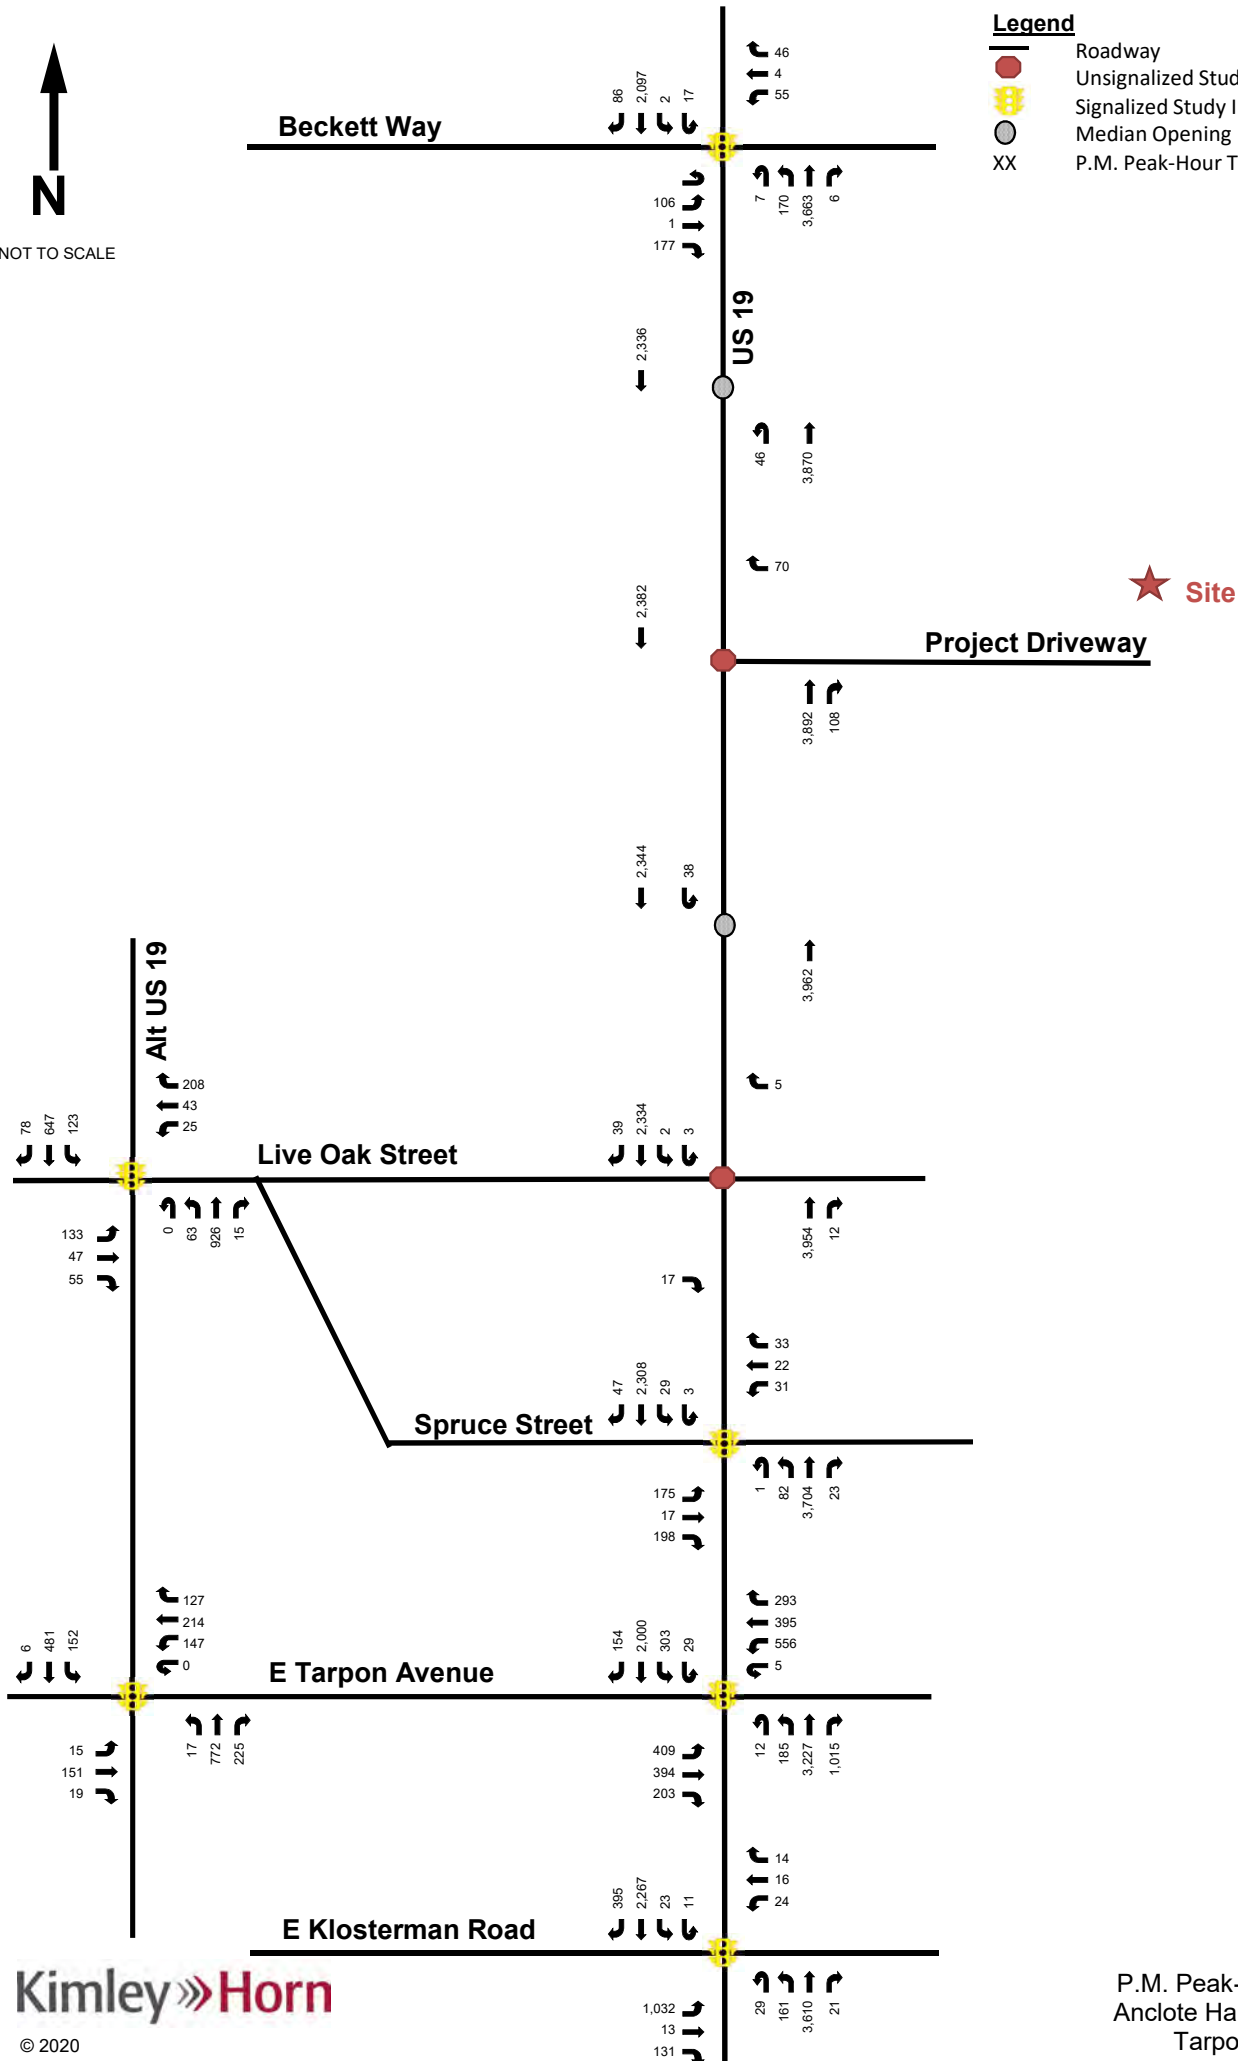 Legend
Roadway
Unsignalized Stud
Signalized Study I
Median Opening
XX P.M. Peak-Hour T
N
NOT TO SCALE
46
4
55
86 2,097 2 17
Beckett Way
106
1
177
7 170 3,663 6
US 19
2,336
46 3,870
70
2,382
Site
Project Driveway
3,892 108
2,344 38
3,962
Alt US 19
208
43
25
5
78 647 123
39 2,334 2 3
Live Oak Street
133
47
55
0 63 926 15
3,954 12
17
33
22
31
47 2,308 29 3
Spruce Street
175
17
198
1 82 3,704 23
127
214
147
0
293
395
556
5
6 481 152
154 2,000 303 29
E Tarpon Avenue
15
151
19
17 772 225
409
394
203
12 185 3,227 1,015
14
16
24
395 2,267 23 11
E Klosterman Road
1,032
13
131
29 161 3,610 21
Kimley»Horn
© 2020
P.M. Peak-
Anclote Ha
Tarpo